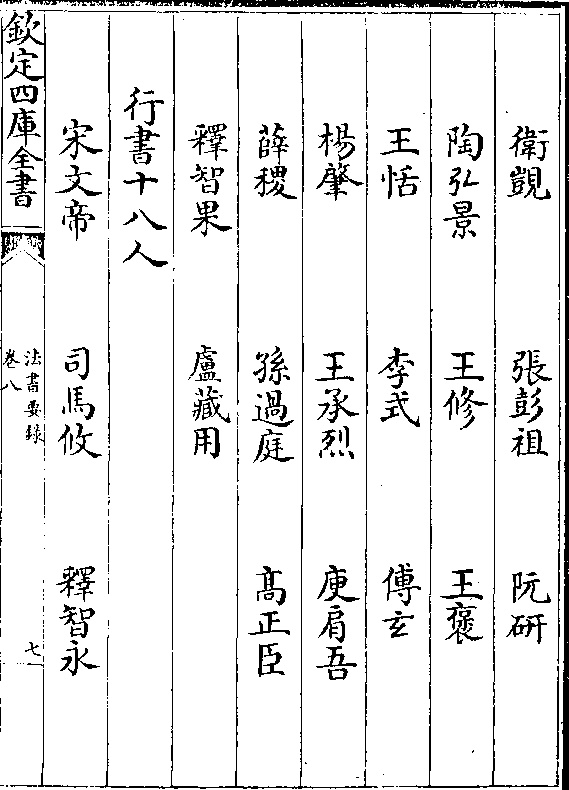 衛覬　張彭祖　阮研
陶弘景　王修　王襃
王恬　李式　傅玄
楊肇　王承烈　庾肩吾
薛稷　孫過庭　高正臣
釋智果　盧藏用
行書十八人
宋文帝　司馬攸　釋智永
欽定四庫全書　法書要錄　卷八　七